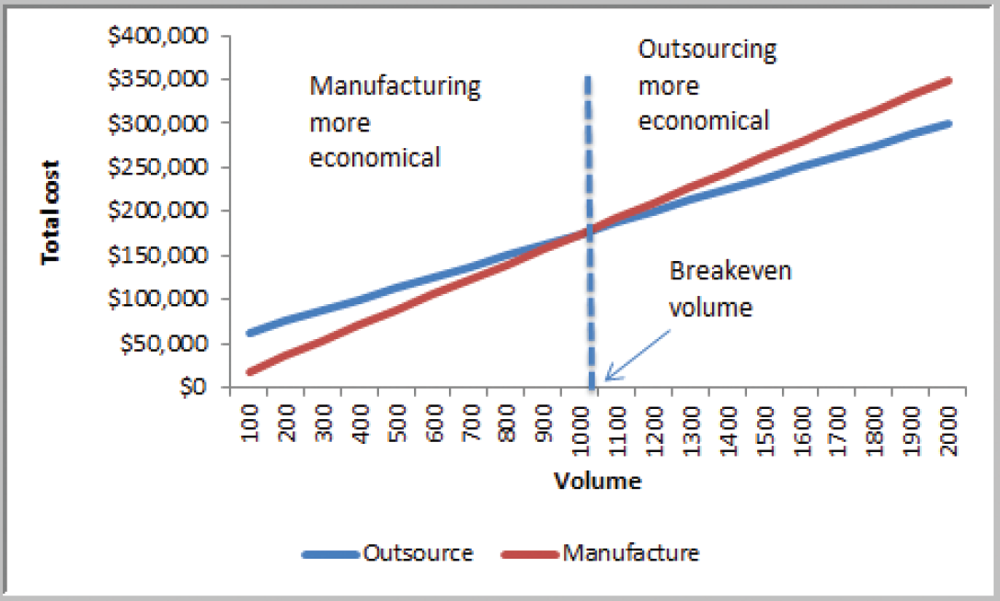 $400,000
$350,000
$300,000
$250,000
$200,000
$150,000
$100,000
$50,000
$0
Total cost
Manufacturing
more
economical
Outsourcing
more
economical
Breakeven
volume
100 200 300 400 500 600 700 800 900 1000 1100 1200 1300 1400 1500 1600 1700 1800 1900 2000
Volume
Outsource Manufacture